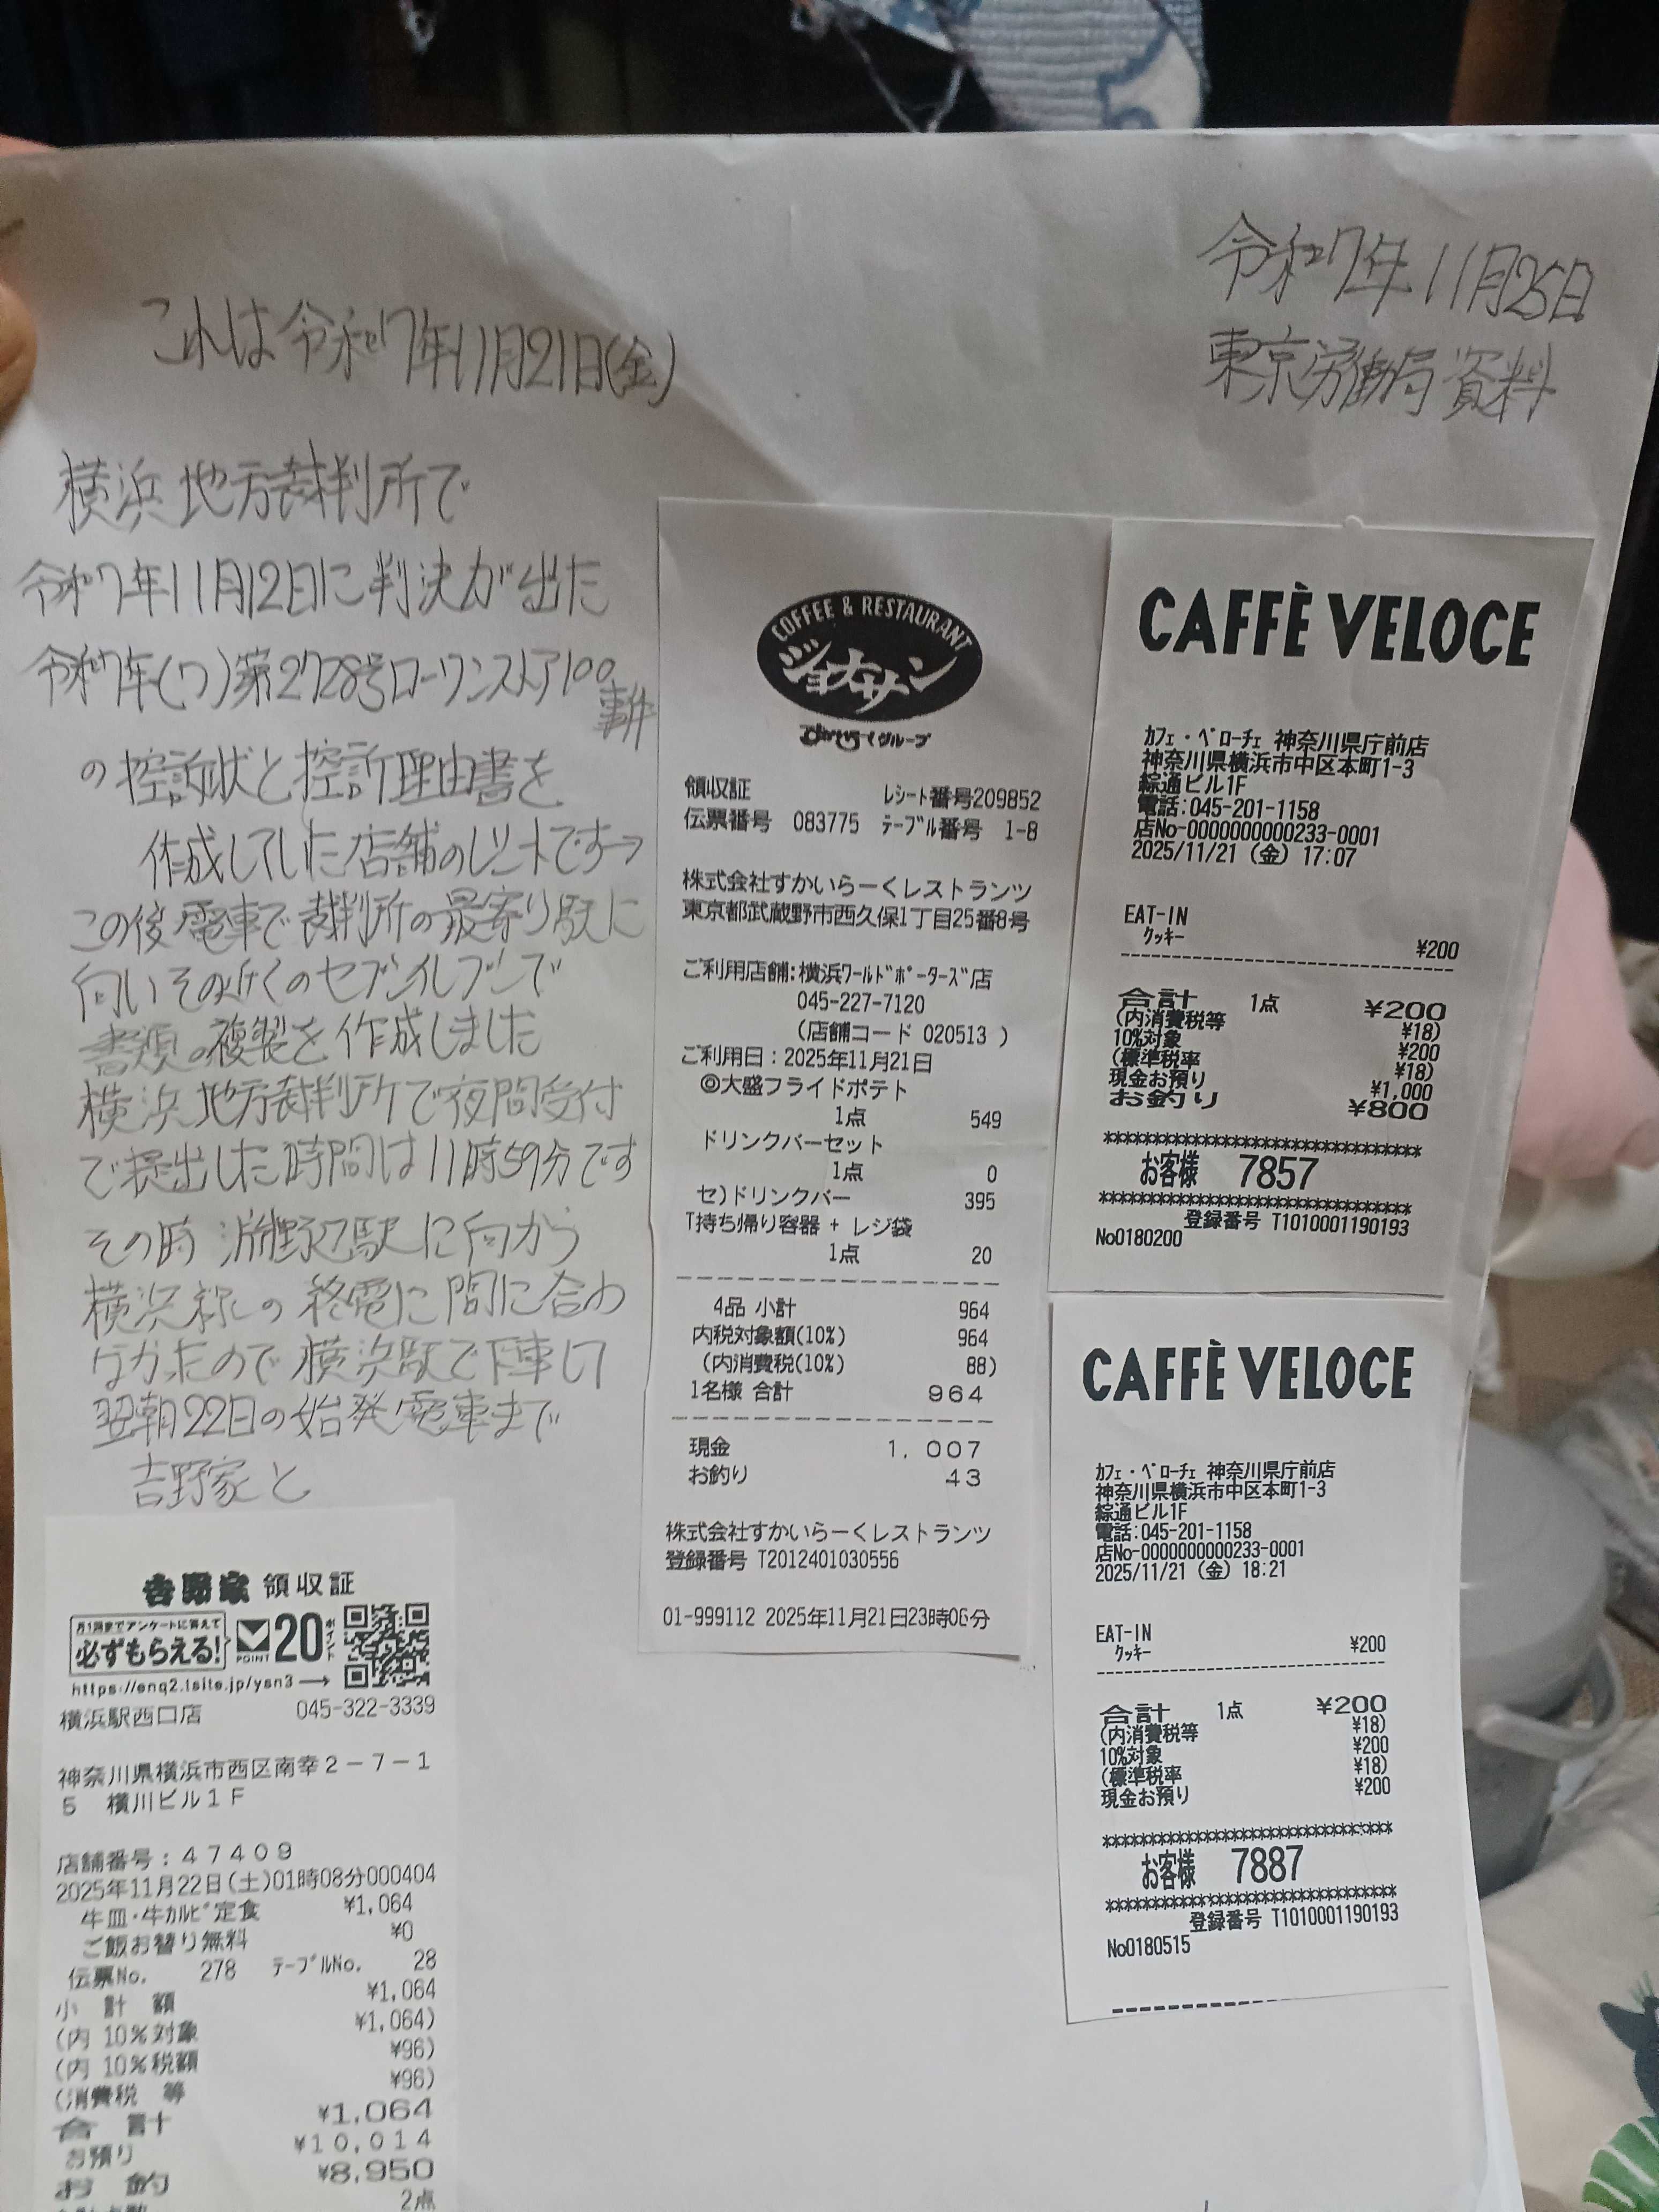 令和7年11月25日
東京労働局 資料
これは令和7年11月21日(金)
横浜地方裁判所で
令和7年11月12日に判決が出た
令和7年(ワ)第2728号ローソンストア100
事件
の控訴状と控訴理由書を
作成していた店舗のレシートです→
この後電車で裁判所の最寄り駅に
向いその近くのセブンイレブンで
書類の複製を作成しました
横浜地方裁判所で夜間受付
で提出した時間は11時59分です
その時 淵野辺駅に向かう
横浜線の終電に間に合わ
なかったので横浜駅で下車して
翌朝22日の始発電車まで
吉野家と
吉野家 領収証
月1回までアンケートに答えて
必ずもらえる!
POINT 20 ポイント
https://enq2.tsite.jp/ysn3 →
横浜駅西口店 045-322-3339
神奈川県横浜市西区南幸2-7-1
5 横川ビル1F
店舗番号:47409
2025年11月22日(土)01時08分000404
牛皿・牛カルビ定食 ¥1,064
ご飯お替り無料 ¥0
伝票No. 278 テーブルNo. 28
小 計 額 ¥1,064
(内 10%対象 ¥1,064)
(内 10%税額 ¥96)
(消費税 等 ¥96)
合 計 ¥1,064
お預り ¥10,014
お 釣 ¥8,950
2点
COFFEE & RESTAURANT
ジョナサン
すかいらーくグループ
領収証 レシート番号209852
伝票番号 083775 テーブル番号 1-8
株式会社すかいらーくレストランツ
東京都武蔵野市西久保1丁目25番8号
ご利用店舗:横浜ワールドポーターズ店
045-227-7120
(店舗コード 020513 )
ご利用日:2025年11月21日
◎大盛フライドポテト
1点 549
ドリンクバーセット
1点 0
セ)ドリンクバー 395
T持ち帰り容器 + レジ袋
1点 20
4品 小計 964
内税対象額(10%) 964
(内消費税(10%) 88)
1名様 合計 964
現金 1,007
お釣り 43
株式会社すかいらーくレストランツ
登録番号 T2012401030556
01-999112 2025年11月21日23時06分
CAFFÈ VELOCE
カフェ・ベローチェ 神奈川県庁前店
神奈川県横浜市中区本町1-3
綜通ビル1F
電話:045-201-1158
店No-0000000000233-0001
2025/11/21 (金) 17:07
EAT-IN
クッキー ¥200
合計 1点 ¥200
(内消費税等 ¥18)
10%対象 ¥200
(標準税率 ¥18)
現金お預り ¥1,000
お釣り ¥800
************************************
お客様 7857
************************************
登録番号 T1010001190193
No0180200
CAFFÈ VELOCE
カフェ・ベローチェ 神奈川県庁前店
神奈川県横浜市中区本町1-3
綜通ビル1F
電話:045-201-1158
店No-0000000000233-0001
2025/11/21 (金) 18:21
EAT-IN
クッキー ¥200
合計 1点 ¥200
(内消費税等 ¥18)
10%対象 ¥200
(標準税率 ¥18)
現金お預り ¥200
************************************
お客様 7887
************************************
登録番号 T1010001190193
No0180515